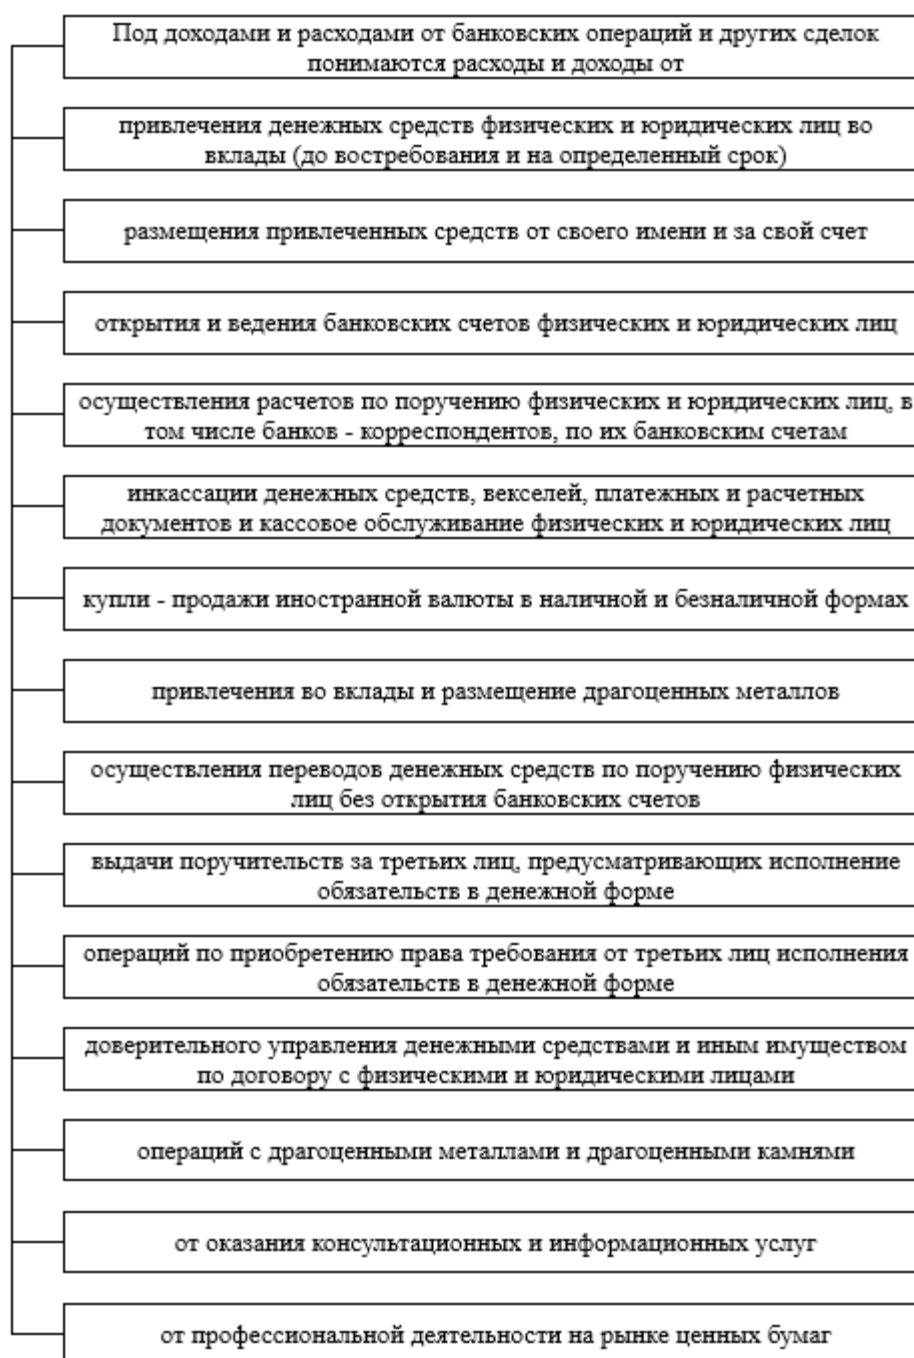 Под доходами и расходами от банковских операций и других сделок
понимаются расходы и доходы от
привлечения денежных средств физических и юридических лиц во
вклады (до востребования и на определенный срок)
размещения привлеченных средств от своего имени и за свой счет
открытия и ведения банковских счетов физических и юридических лиц
осуществления расчетов по поручению физических и юридических лиц, в
том числе банков - корреспондентов, по их банковским счетам
инкассации денежных средств, векселей, платежных и расчетных
документов и кассовое обслуживание физических и юридических лиц
купли - продажи иностранной валюты в наличной и безналичной формах
привлечения во вклады и размещение драгоценных металлов
осуществления переводов денежных средств по поручению физических
лиц без открытия банковских счетов
выдачи поручительств за третьих лиц, предусматривающих исполнение
обязательств в денежной форме
операций по приобретению права требования от третьих лиц исполнения
обязательств в денежной форме
доверительного управления денежными средствами и иным имуществом
по договору с физическими и юридическими лицами
операций с драгоценными металлами и драгоценными камнями
от оказания консультационных и информационных услуг
от профессиональной деятельности на рынке ценных бумаг